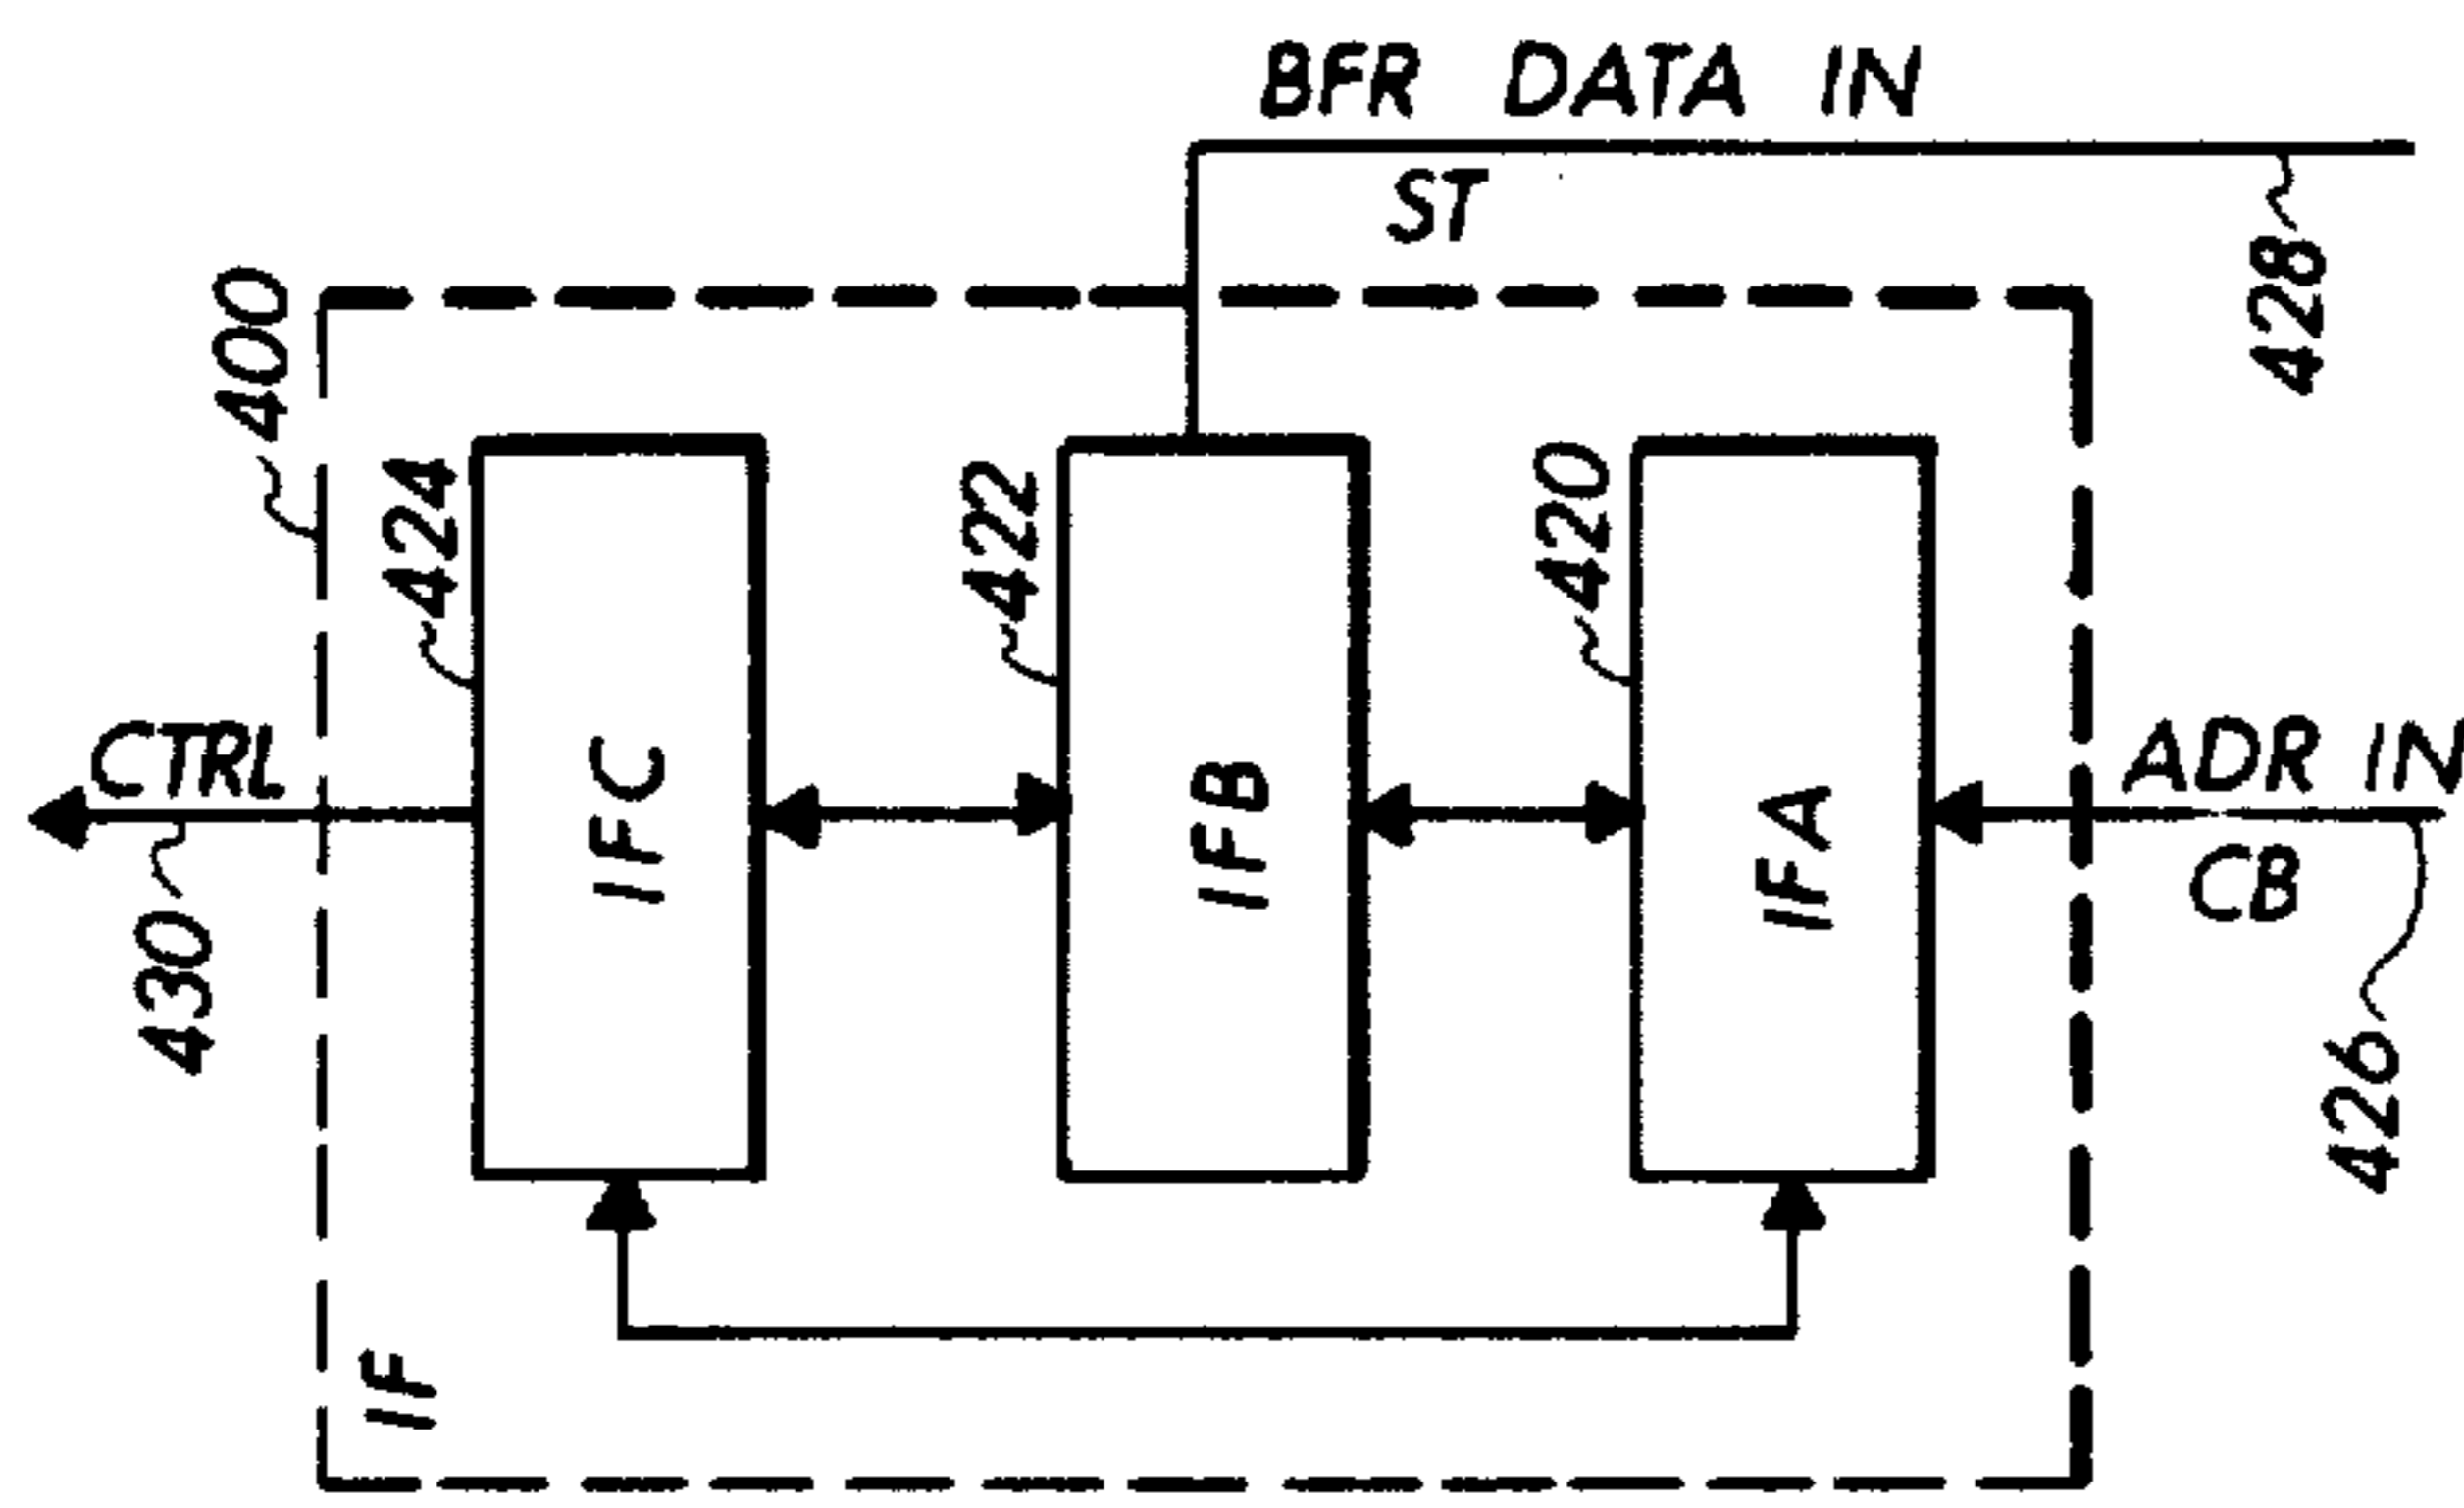 BFR DATA IN
ST
400
428
424
422
420
CTRL
ADR IN
IFC
IFB
IFA
CB
430
426
IF